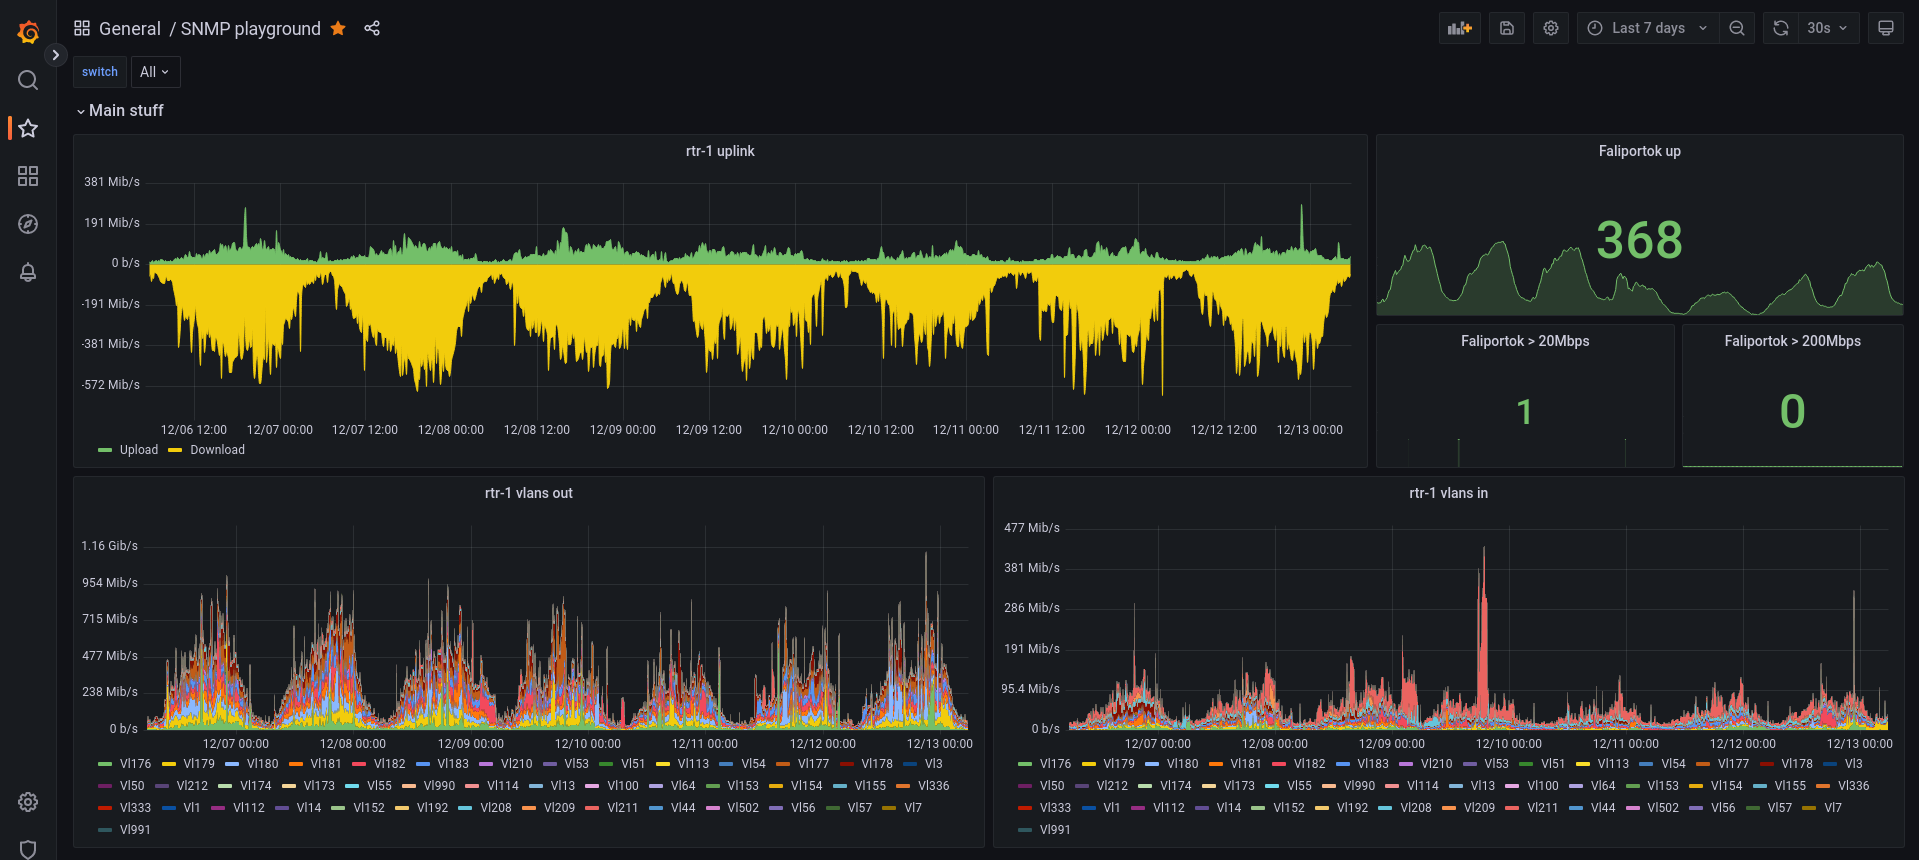 General / SNMP playground
Last 7 days
30s
switch
All
Main stuff
rtr-1 uplink
381 Mib/s
191 Mib/s
0 b/s
-191 Mib/s
-381 Mib/s
-572 Mib/s
12/06 12:00 12/07 00:00 12/07 12:00 12/08 00:00 12/08 12:00 12/09 00:00 12/09 12:00 12/10 00:00 12/10 12:00 12/11 00:00 12/11 12:00 12/12 00:00 12/12 12:00 12/13 00:00
Upload Download
Faliportok up
368
Faliportok > 20Mbps
1
Faliportok > 200Mbps
0
rtr-1 vlans out
1.16 Gib/s
954 Mib/s
715 Mib/s
477 Mib/s
238 Mib/s
0 b/s
12/07 00:00 12/08 00:00 12/09 00:00 12/10 00:00 12/11 00:00 12/12 00:00 12/13 00:00
Vl176 Vl179 Vl180 Vl181 Vl182 Vl183 Vl210 Vl53 Vl51 Vl113 Vl54 Vl177 Vl178 Vl3
Vl50 Vl212 Vl174 Vl173 Vl55 Vl990 Vl114 Vl13 Vl100 Vl64 Vl153 Vl154 Vl155 Vl336
Vl333 Vl1 Vl112 Vl14 Vl152 Vl192 Vl208 Vl209 Vl211 Vl44 Vl502 Vl56 Vl57 Vl7
Vl991
rtr-1 vlans in
477 Mib/s
381 Mib/s
286 Mib/s
191 Mib/s
95.4 Mib/s
0 b/s
12/07 00:00 12/08 00:00 12/09 00:00 12/10 00:00 12/11 00:00 12/12 00:00 12/13 00:00
Vl176 Vl179 Vl180 Vl181 Vl182 Vl183 Vl210 Vl53 Vl51 Vl113 Vl54 Vl177 Vl178 Vl3
Vl50 Vl212 Vl174 Vl173 Vl55 Vl990 Vl114 Vl13 Vl100 Vl64 Vl153 Vl154 Vl155 Vl336
Vl333 Vl1 Vl112 Vl14 Vl152 Vl192 Vl208 Vl209 Vl211 Vl44 Vl502 Vl56 Vl57 Vl7
Vl991